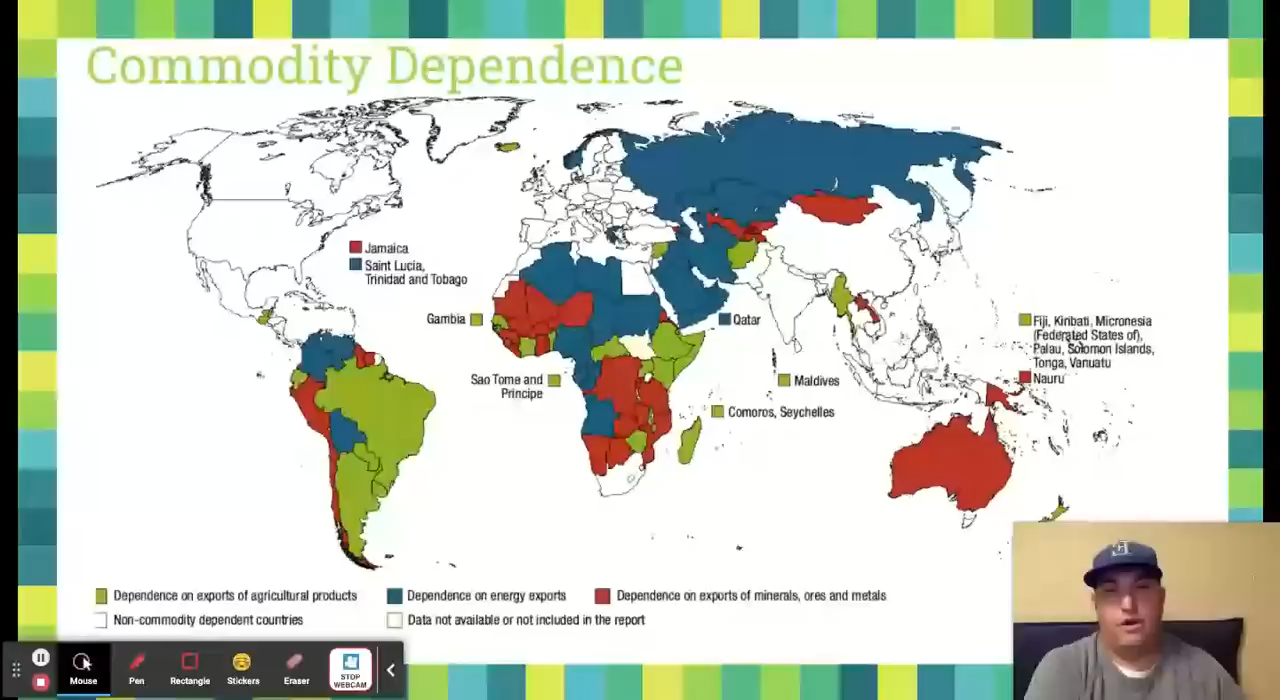 Commodity Dependence
Jamaica
Saint Lucia,
Trinidad and Tobago
Gambia
Qatar
Fiji, Kiribati, Micronesia
(Federated States of),
Palau, Solomon Islands,
Tonga, Vanuatu
Nauru
Sao Tome and
Principe
Maldives
Comoros, Seychelles
Dependence on exports of agricultural products
Dependence on energy exports
Dependence on exports of minerals, ores and metals
Non-commodity dependent countries
Data not available or not included in the report
Mouse
Pen
Rectangle
Stickers
Eraser
STOP
WEBCAM